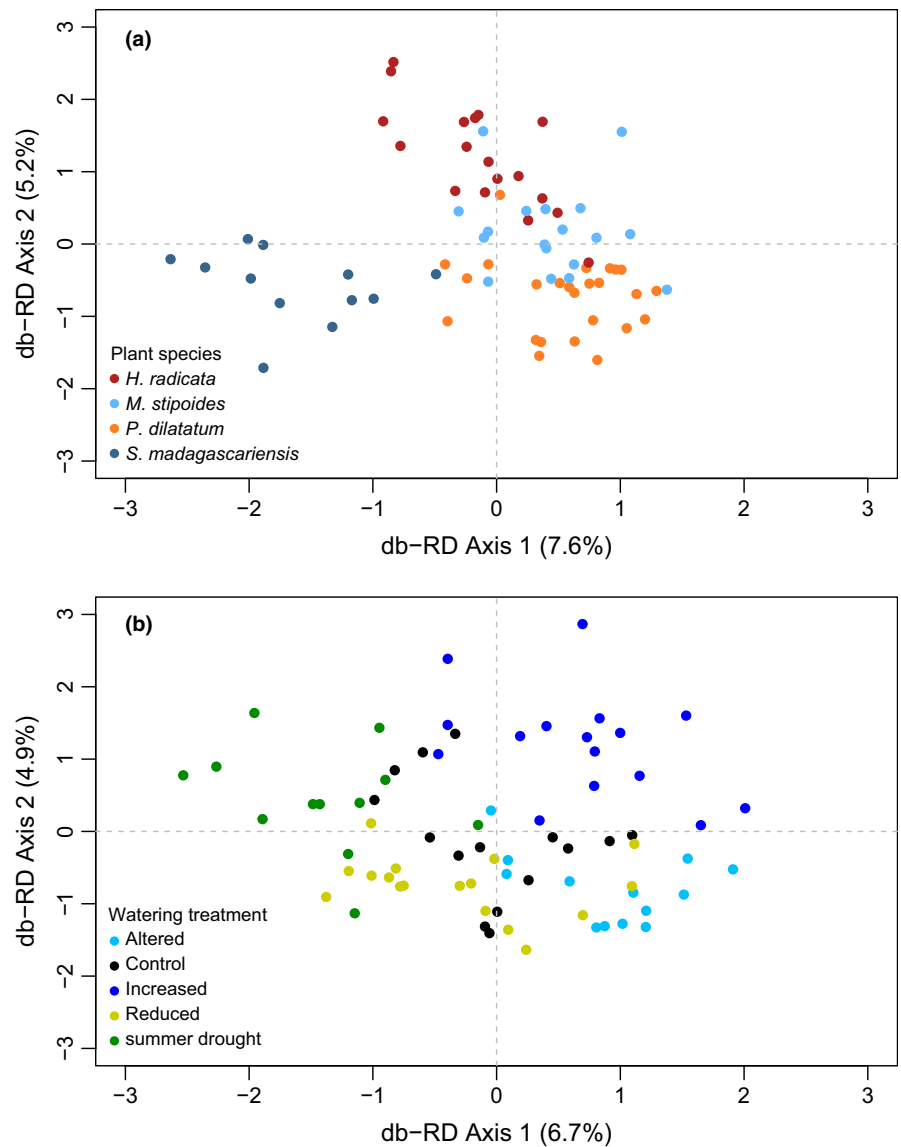 (a)
3
2
1
0
−1
−2
−3
db−RD Axis 2 (5.2%)
Plant species
H. radicata
M. stipoides
P. dilatatum
S. madagascariensis
−3 −2 −1 0 1 2 3
db−RD Axis 1 (7.6%)
(b)
3
2
1
0
−1
−2
−3
db−RD Axis 2 (4.9%)
Watering treatment
Altered
Control
Increased
Reduced
summer drought
−3 −2 −1 0 1 2 3
db−RD Axis 1 (6.7%)